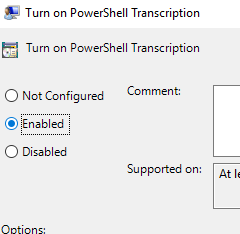 Turn on PowerShell Transcription
Turn on PowerShell Transcription
Not Configured
Comment:
Enabled
Disabled
Supported on:
At le
Options: